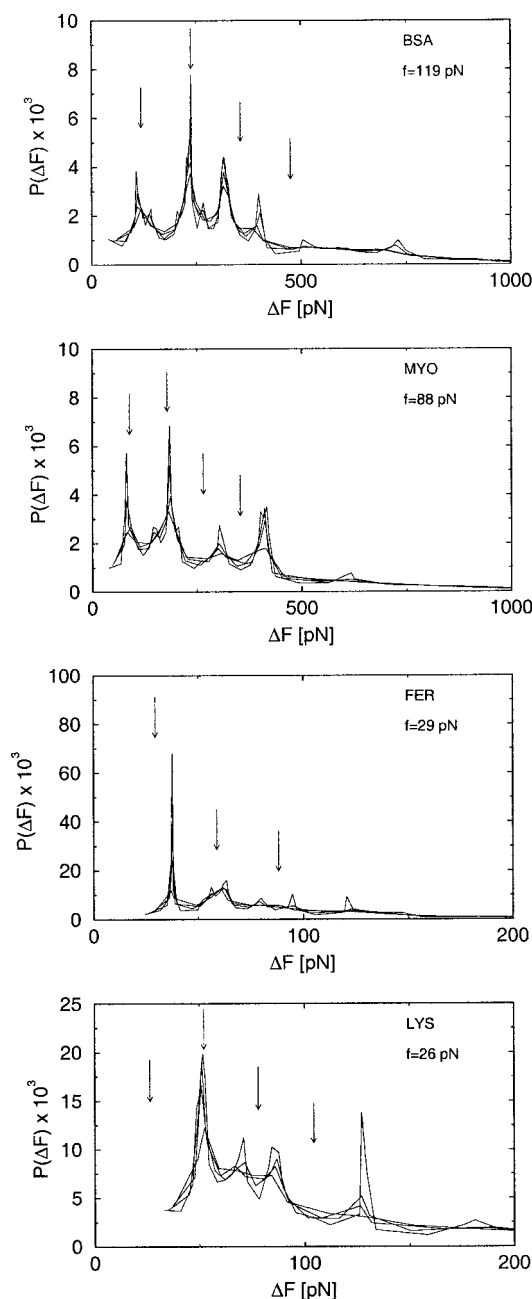 10
8
6
4
2
0
P(ΔF) x 10³
BSA
f=119 pN
0
500
1000
ΔF [pN]
10
8
6
4
2
0
P(ΔF) x 10³
MYO
f=88 pN
0
500
1000
ΔF [pN]
100
80
60
40
20
0
P(ΔF) x 10³
FER
f=29 pN
0
100
200
ΔF [pN]
25
20
15
10
5
0
P(ΔF) x 10³
LYS
f=26 pN
0
100
200
ΔF [pN]